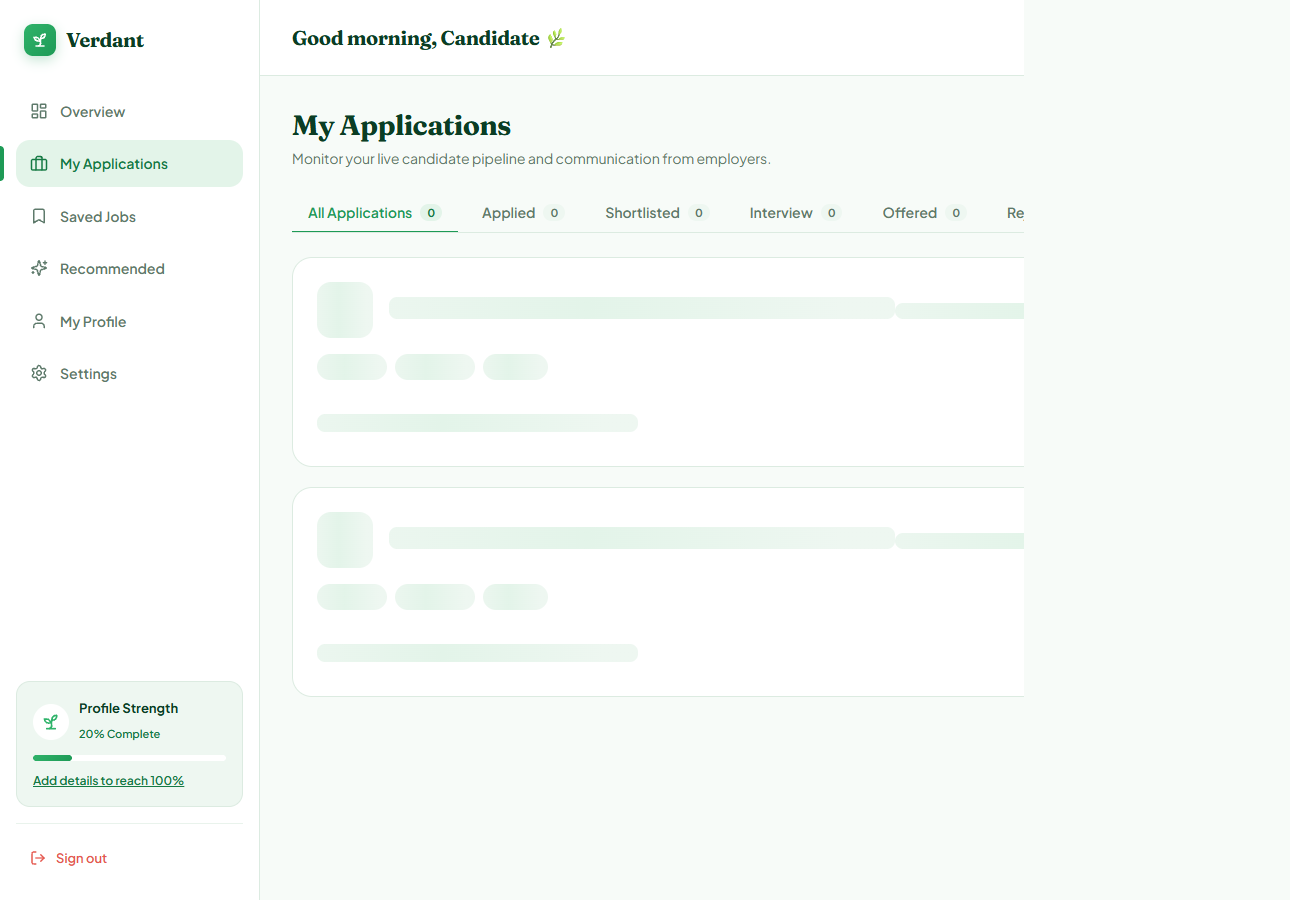 Verdant
Overview
My Applications
Saved Jobs
Recommended
My Profile
Settings
Profile Strength
20% Complete
Add details to reach 100%
Sign out
Good morning, Candidate 🌿
My Applications
Monitor your live candidate pipeline and communication from employers.
All Applications 0 Applied 0 Shortlisted 0 Interview 0 Offered 0 Re